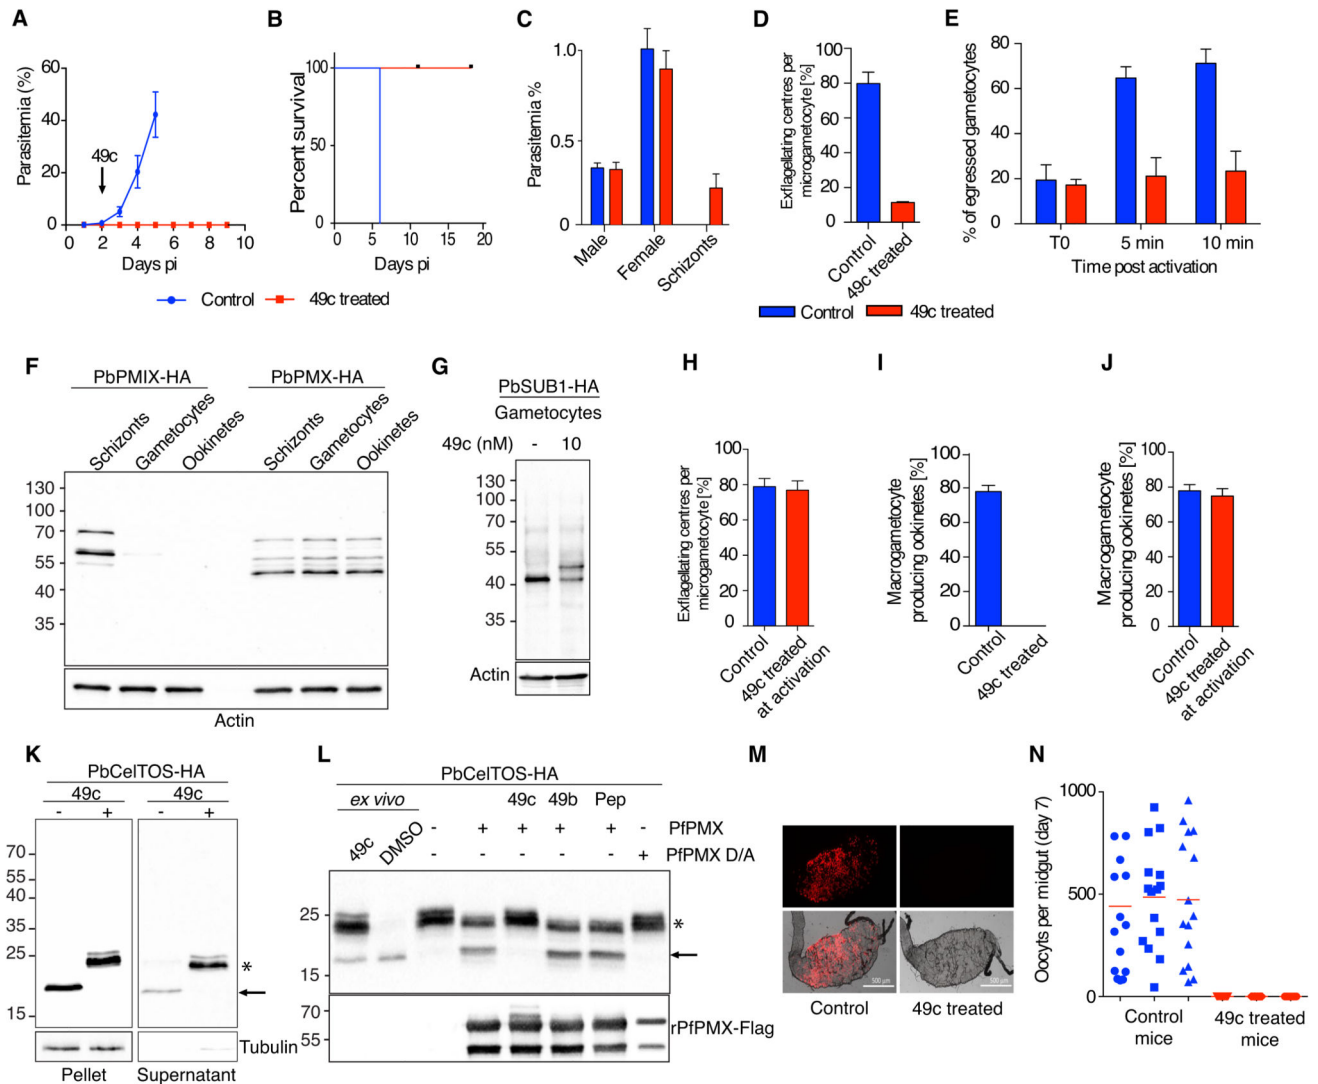 A
Parasitemia (%)
60
40
20
0
49c
0 2 4 6 8 10
Days pi
B
Percent survival
100
50
0
0 5 10 15 20
Days pi
Control
49c treated
C
Parasitemia %
1.0
0.5
0
Male
Female
Schizonts
D
Exflagellating centres per
microgametocyte [%]
100
80
60
40
20
0
Control
49c treated
E
% of egressed gametocytes
80
60
40
20
0
T0 5 min 10 min
Time post activation
Control
49c treated
F
PbPMIX-HA PbPMX-HA
Schizonts
Gametocytes
Ookinetes
Schizonts
Gametocytes
Ookinetes
130
100
70
55
40
35
Actin
G
PbSUB1-HA
Gametocytes
49c (nM) - 10
130
100
70
55
40
35
Actin
H
Exflagellating centres per
microgametocyte [%]
100
80
60
40
20
0
Control
49c treated
at activation
I
Macrogametocyte
producing ookinetes [%]
100
80
60
40
20
0
Control
49c treated
J
Macrogametocyte
producing ookinetes [%]
100
80
60
40
20
0
Control
49c treated
at activation
K
PbCelTOS-HA
49c 49c
- + - +
70
55
40
35
25
15
*
Tubulin
Pellet Supernatant
L
PbCelTOS-HA
ex vivo 49c 49b Pep
49c
DMSO
- + + + + - PfPMX
- - - - - + PfPMX D/A
25
15
*
70
55
rPfPMX-Flag
M
500 µm
500 µm
Control 49c treated
N
Oocyts per midgut (day 7)
1000
500
0
Control
mice
49c treated
mice